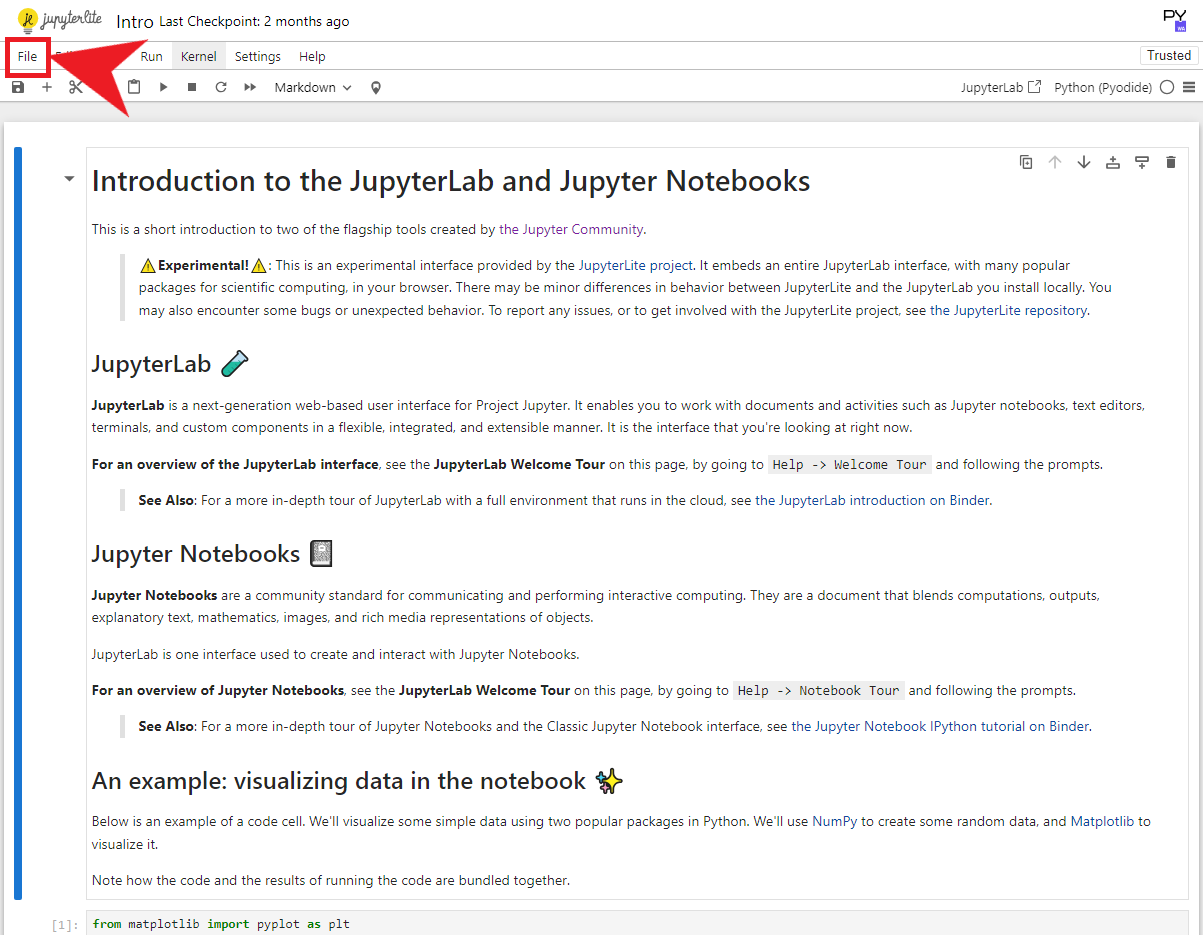 jupyterlite Intro Last Checkpoint: 2 months ago
File Run Kernel Settings Help Trusted
Markdown JupyterLab Python (Pyodide)
Introduction to the JupyterLab and Jupyter Notebooks
This is a short introduction to two of the flagship tools created by the Jupyter Community.
⚠️Experimental!⚠️: This is an experimental interface provided by the JupyterLite project. It embeds an entire JupyterLab interface, with many popular
packages for scientific computing, in your browser. There may be minor differences in behavior between JupyterLite and the JupyterLab you install locally. You
may also encounter some bugs or unexpected behavior. To report any issues, or to get involved with the JupyterLite project, see the JupyterLite repository.
JupyterLab 🧪
JupyterLab is a next-generation web-based user interface for Project Jupyter. It enables you to work with documents and activities such as Jupyter notebooks, text editors,
terminals, and custom components in a flexible, integrated, and extensible manner. It is the interface that you're looking at right now.
For an overview of the JupyterLab interface, see the JupyterLab Welcome Tour on this page, by going to Help -> Welcome Tour and following the prompts.
See Also: For a more in-depth tour of JupyterLab with a full environment that runs in the cloud, see the JupyterLab introduction on Binder.
Jupyter Notebooks 📓
Jupyter Notebooks are a community standard for communicating and performing interactive computing. They are a document that blends computations, outputs,
explanatory text, mathematics, images, and rich media representations of objects.
JupyterLab is one interface used to create and interact with Jupyter Notebooks.
For an overview of Jupyter Notebooks, see the JupyterLab Welcome Tour on this page, by going to Help -> Notebook Tour and following the prompts.
See Also: For a more in-depth tour of Jupyter Notebooks and the Classic Jupyter Notebook interface, see the Jupyter Notebook IPython tutorial on Binder.
An example: visualizing data in the notebook ✨
Below is an example of a code cell. We'll visualize some simple data using two popular packages in Python. We'll use NumPy to create some random data, and Matplotlib to
visualize it.
Note how the code and the results of running the code are bundled together.
[1]: from matplotlib import pyplot as plt